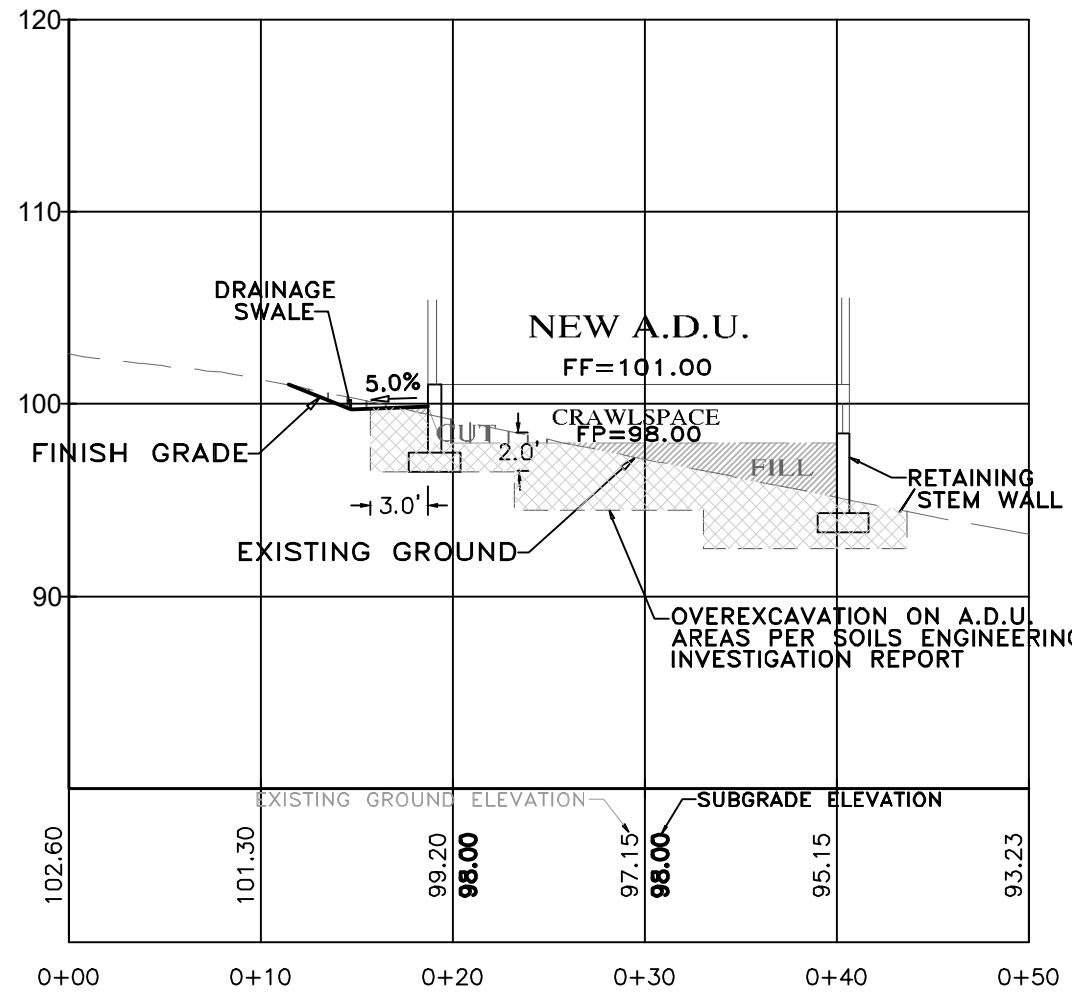 120
110
DRAINAGE
SWALE
NEW A.D.U.
5.0%
FF=101.00
100
CRAWLSPACE
CUT
FP=98.00
2.0'
FINISH GRADE
FILL
RETAINING
STEM WALL
3.0'
EXISTING GROUND
90
OVEREXCAVATION ON A.D.U.
AREAS PER SOILS ENGINEERING
INVESTIGATION REPORT
EXISTING GROUND ELEVATION
SUBGRADE ELEVATION
102.60
101.30
99.20
98.00
97.15
98.00
95.15
93.23
0+00
0+10
0+20
0+30
0+40
0+50